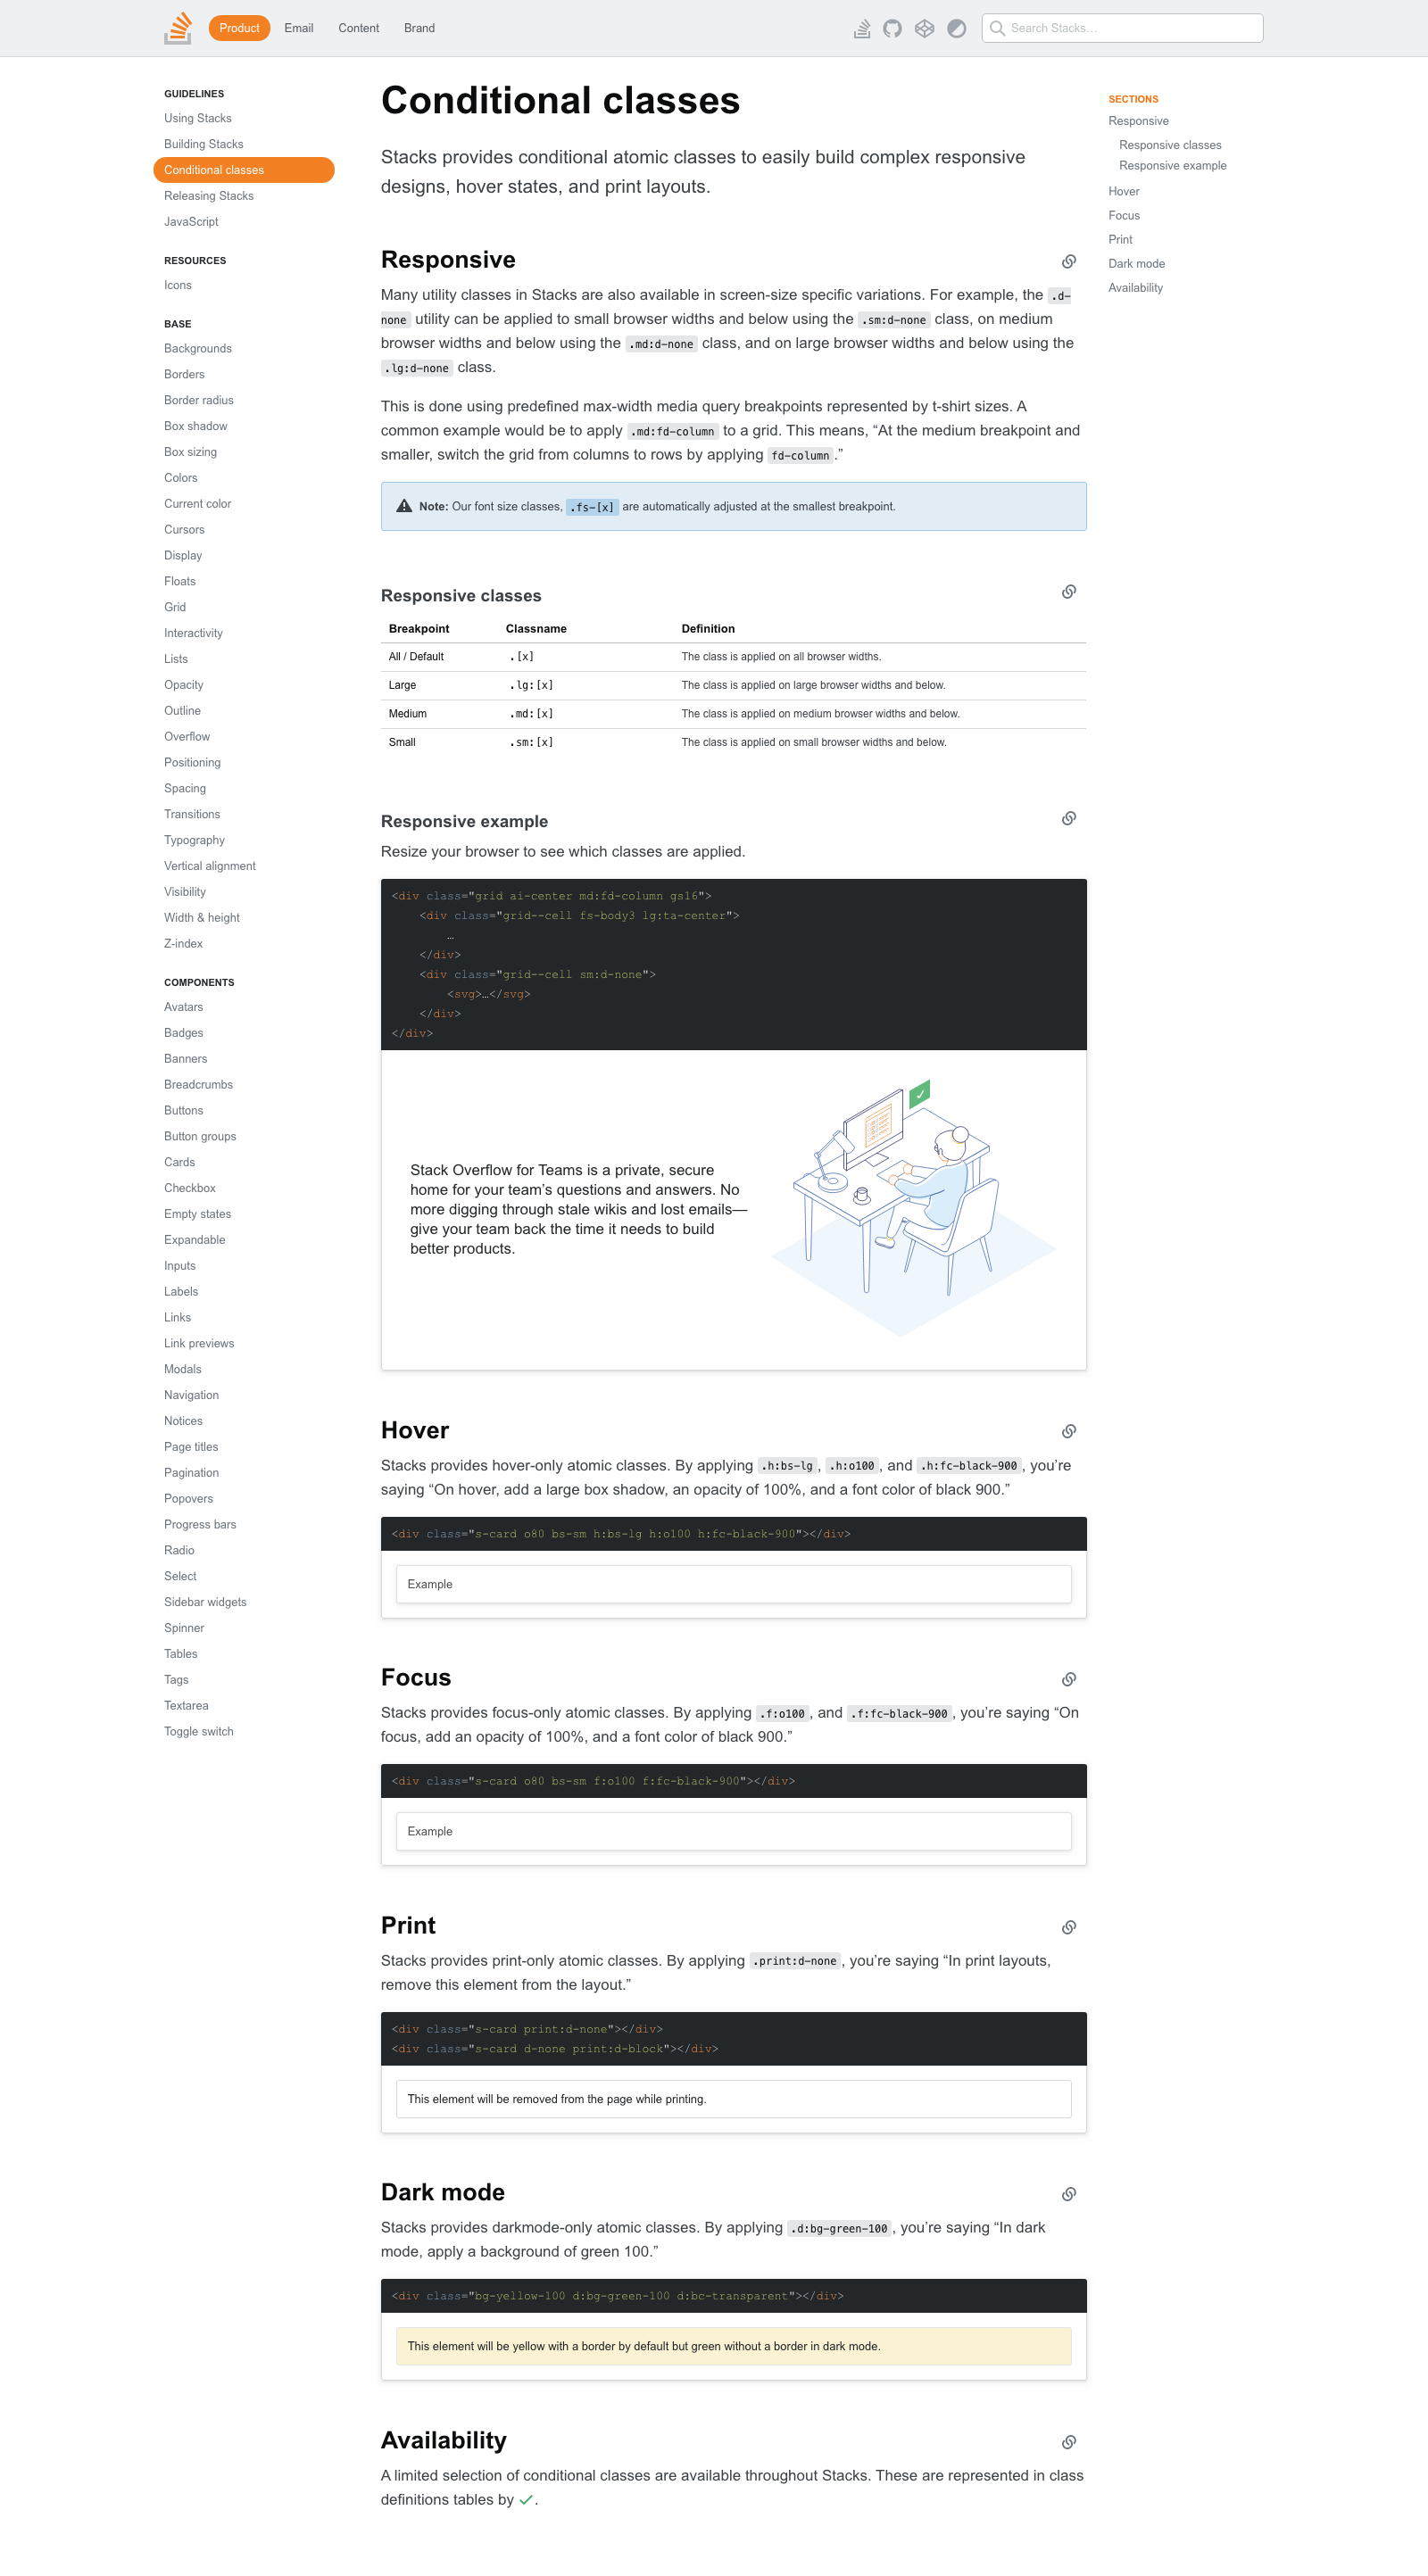 Product Email Content Brand
Search Stacks…
GUIDELINES
Using Stacks
Building Stacks
Conditional classes
Releasing Stacks
JavaScript
RESOURCES
Icons
BASE
Backgrounds
Borders
Border radius
Box shadow
Box sizing
Colors
Current color
Cursors
Display
Floats
Grid
Interactivity
Lists
Opacity
Outline
Overflow
Positioning
Spacing
Transitions
Typography
Vertical alignment
Visibility
Width & height
Z-index
COMPONENTS
Avatars
Badges
Banners
Breadcrumbs
Buttons
Button groups
Cards
Checkbox
Empty states
Expandable
Inputs
Labels
Links
Link previews
Modals
Navigation
Notices
Page titles
Pagination
Popovers
Progress bars
Radio
Select
Sidebar widgets
Spinner
Tables
Tags
Textarea
Toggle switch
Conditional classes
Stacks provides conditional atomic classes to easily build complex responsive
designs, hover states, and print layouts.
Responsive
Many utility classes in Stacks are also available in screen-size specific variations. For example, the .d-
none utility can be applied to small browser widths and below using the .sm:d-none class, on medium
browser widths and below using the .md:d-none class, and on large browser widths and below using the
.lg:d-none class.
This is done using predefined max-width media query breakpoints represented by t-shirt sizes. A
common example would be to apply .md:fd-column to a grid. This means, “At the medium breakpoint and
smaller, switch the grid from columns to rows by applying fd-column.”
Note: Our font size classes, .fs-[x] are automatically adjusted at the smallest breakpoint.
Responsive classes
Breakpoint Classname Definition
All / Default .[x] The class is applied on all browser widths.
Large .lg:[x] The class is applied on large browser widths and below.
Medium .md:[x] The class is applied on medium browser widths and below.
Small .sm:[x] The class is applied on small browser widths and below.
Responsive example
Resize your browser to see which classes are applied.
<div class="grid ai-center md:fd-column gs16">
<div class="grid--cell fs-body3 lg:ta-center">
…
</div>
<div class="grid--cell sm:d-none">
<svg>…</svg>
</div>
</div>
Stack Overflow for Teams is a private, secure
home for your team’s questions and answers. No
more digging through stale wikis and lost emails—
give your team back the time it needs to build
better products.
Hover
Stacks provides hover-only atomic classes. By applying .h:bs-lg, .h:o100, and .h:fc-black-900, you’re
saying “On hover, add a large box shadow, an opacity of 100%, and a font color of black 900.”
<div class="s-card o80 bs-sm h:bs-lg h:o100 h:fc-black-900"></div>
Example
Focus
Stacks provides focus-only atomic classes. By applying .f:o100, and .f:fc-black-900, you’re saying “On
focus, add an opacity of 100%, and a font color of black 900.”
<div class="s-card o80 bs-sm f:o100 f:fc-black-900"></div>
Example
Print
Stacks provides print-only atomic classes. By applying .print:d-none, you’re saying “In print layouts,
remove this element from the layout.”
<div class="s-card print:d-none"></div>
<div class="s-card d-none print:d-block"></div>
This element will be removed from the page while printing.
Dark mode
Stacks provides darkmode-only atomic classes. By applying .d:bg-green-100, you’re saying “In dark
mode, apply a background of green 100.”
<div class="bg-yellow-100 d:bg-green-100 d:bc-transparent"></div>
This element will be yellow with a border by default but green without a border in dark mode.
Availability
A limited selection of conditional classes are available throughout Stacks. These are represented in class
definitions tables by ✓.
SECTIONS
Responsive
Responsive classes
Responsive example
Hover
Focus
Print
Dark mode
Availability